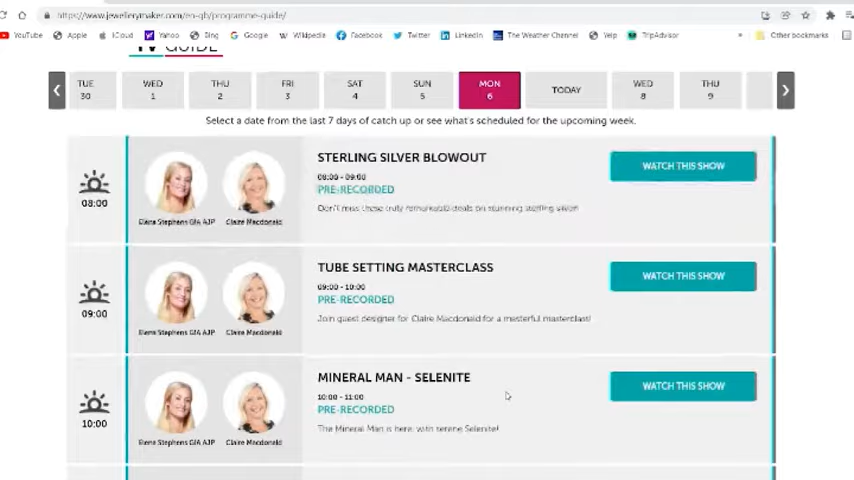 https://www.jewellerymaker.com/en-gb/programme-guide/
YouTube Apple iCloud Yahoo Bing Google Wikipedia Facebook Twitter LinkedIn The Weather Channel Yelp TripAdvisor » Other bookmarks
TV GUIDE
TUE 30
WED 1
THU 2
FRI 3
SAT 4
SUN 5
MON 6
TODAY
WED 8
THU 9
Select a date from the last 7 days of catch up or see what's scheduled for the upcoming week.
08:00
Elena Stephens GIA AJP
Claire Macdonald
STERLING SILVER BLOWOUT
08:00 - 09:00
PRE-RECORDED
Don't miss these truly remarkable deals on stunning sterling silver!
WATCH THIS SHOW
09:00
Elena Stephens GIA AJP
Claire Macdonald
TUBE SETTING MASTERCLASS
09:00 - 10:00
PRE-RECORDED
Join guest designer for Claire Macdonald for a masterful masterclass!
WATCH THIS SHOW
10:00
Elena Stephens GIA AJP
Claire Macdonald
MINERAL MAN - SELENITE
10:00 - 11:00
PRE-RECORDED
The Mineral Man is here, with serene Selenite!
WATCH THIS SHOW